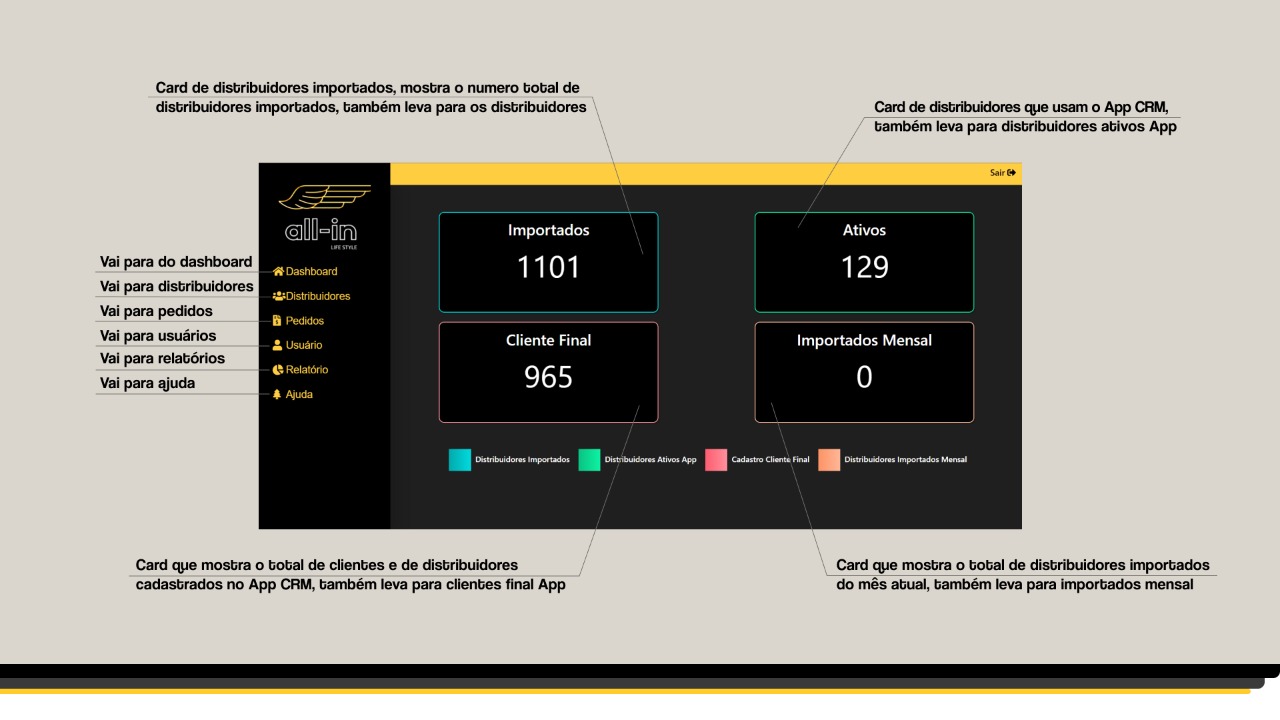 Card de distribuidores importados, mostra o numero total de
distribuidores importados, também leva para os distribuidores
Card de distribuidores que usam o App CRM,
também leva para distribuidores ativos App
Sair
all-in
LIFE STYLE
Vai para do dashboard
Vai para distribuidores
Vai para pedidos
Vai para usuários
Vai para relatórios
Vai para ajuda
Dashboard
Distribuidores
Pedidos
Usuário
Relatório
Ajuda
Importados
1101
Ativos
129
Cliente Final
965
Importados Mensal
0
Distribuidores Importados
Distribuidores Ativos App
Cadastro Cliente Final
Distribuidores Importados Mensal
Card que mostra o total de clientes e de distribuidores
cadastrados no App CRM, também leva para clientes final App
Card que mostra o total de distribuidores importados
do mês atual, também leva para importados mensal